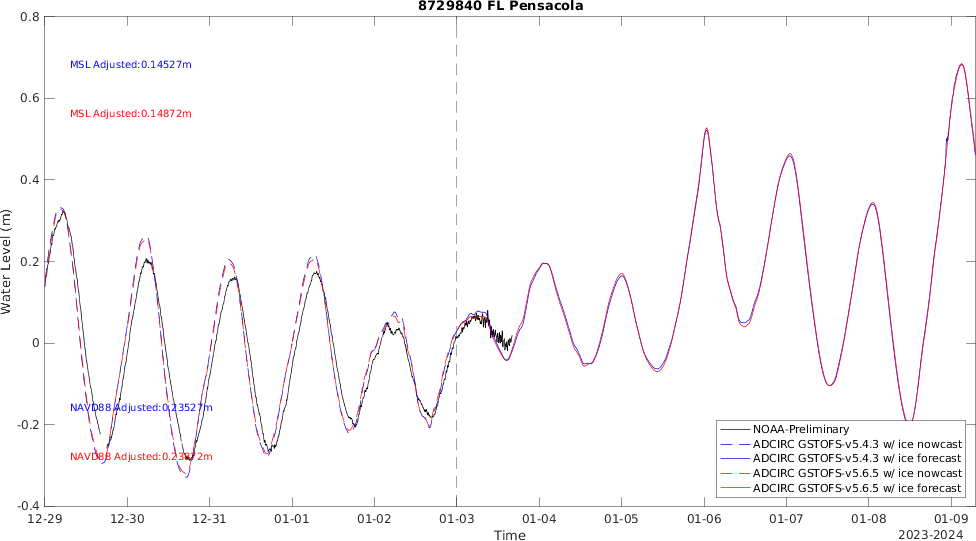 8729840 FL Pensacola
0.8
MSL Adjusted:0.14527m
0.6
MSL Adjusted:0.14872m
0.4
Water Level (m)
0.2
0
NAVD88 Adjusted:0.23527m
-0.2
NAVD88
-0.4
NOAA-Preliminary
ADCIRC GSTOFS-v5.4.3 w/ ice nowcast
ADCIRC GSTOFS-v5.4.3 w/ ice forecast
ADCIRC GSTOFS-v5.6.5 w/ ice nowcast
ADCIRC GSTOFS-v5.6.5 w/ ice forecast
12-29 12-30 12-31 01-01 01-02 01-03 01-04 01-05 01-06 01-07 01-08 01-09
Time
2023-2024